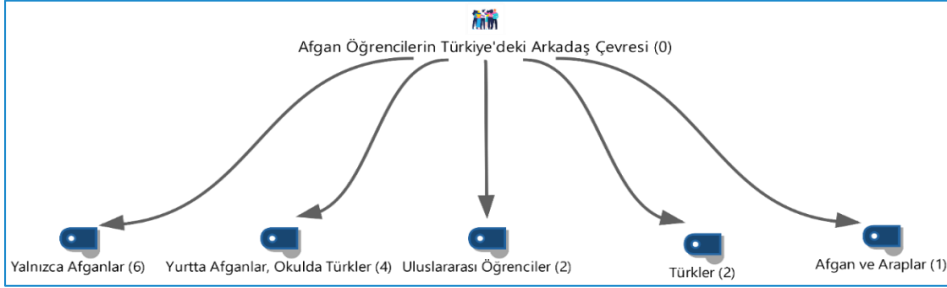 Afgan Öğrencilerin Türkiye'deki Arkadaş Çevresi (0)
Yalnızca Afganlar (6)
Yurtta Afganlar, Okulda Türkler (4)
Uluslararası Öğrenciler (2)
Türkler (2)
Afgan ve Araplar (1)